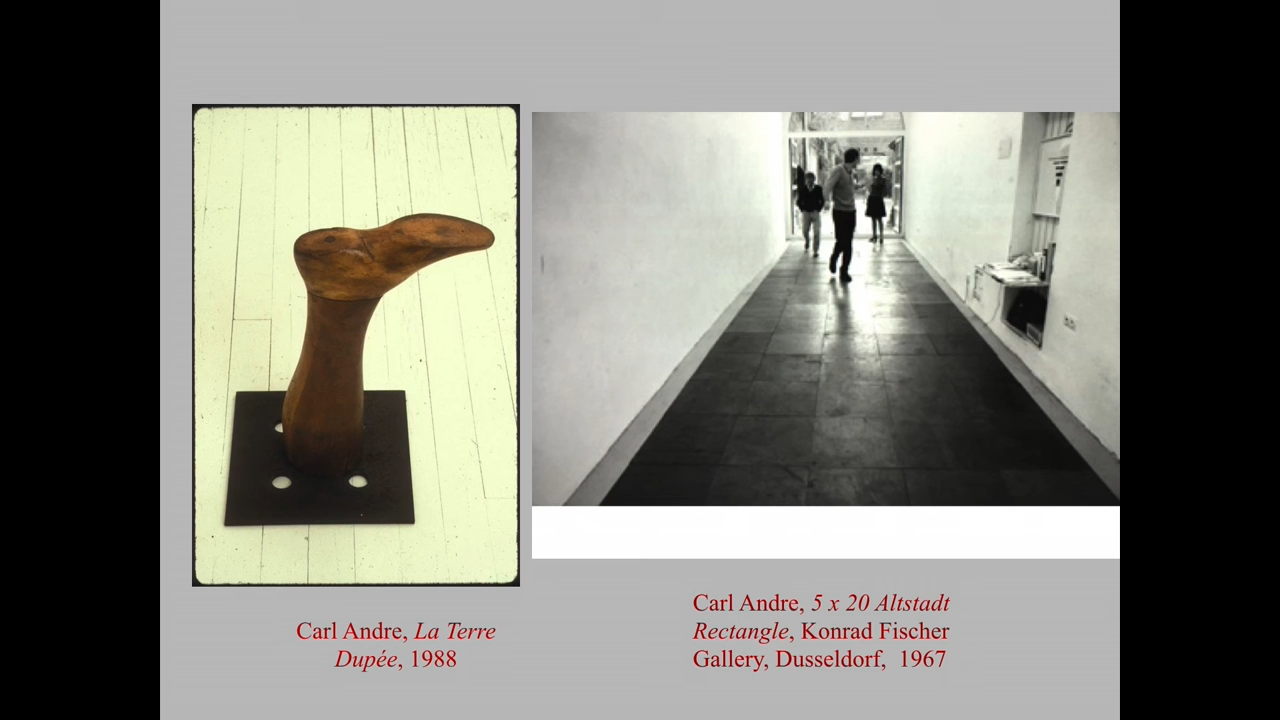 Carl Andre, La Terre
Dupée, 1988
Carl Andre, 5 x 20 Altstadt
Rectangle, Konrad Fischer
Gallery, Dusseldorf,  1967